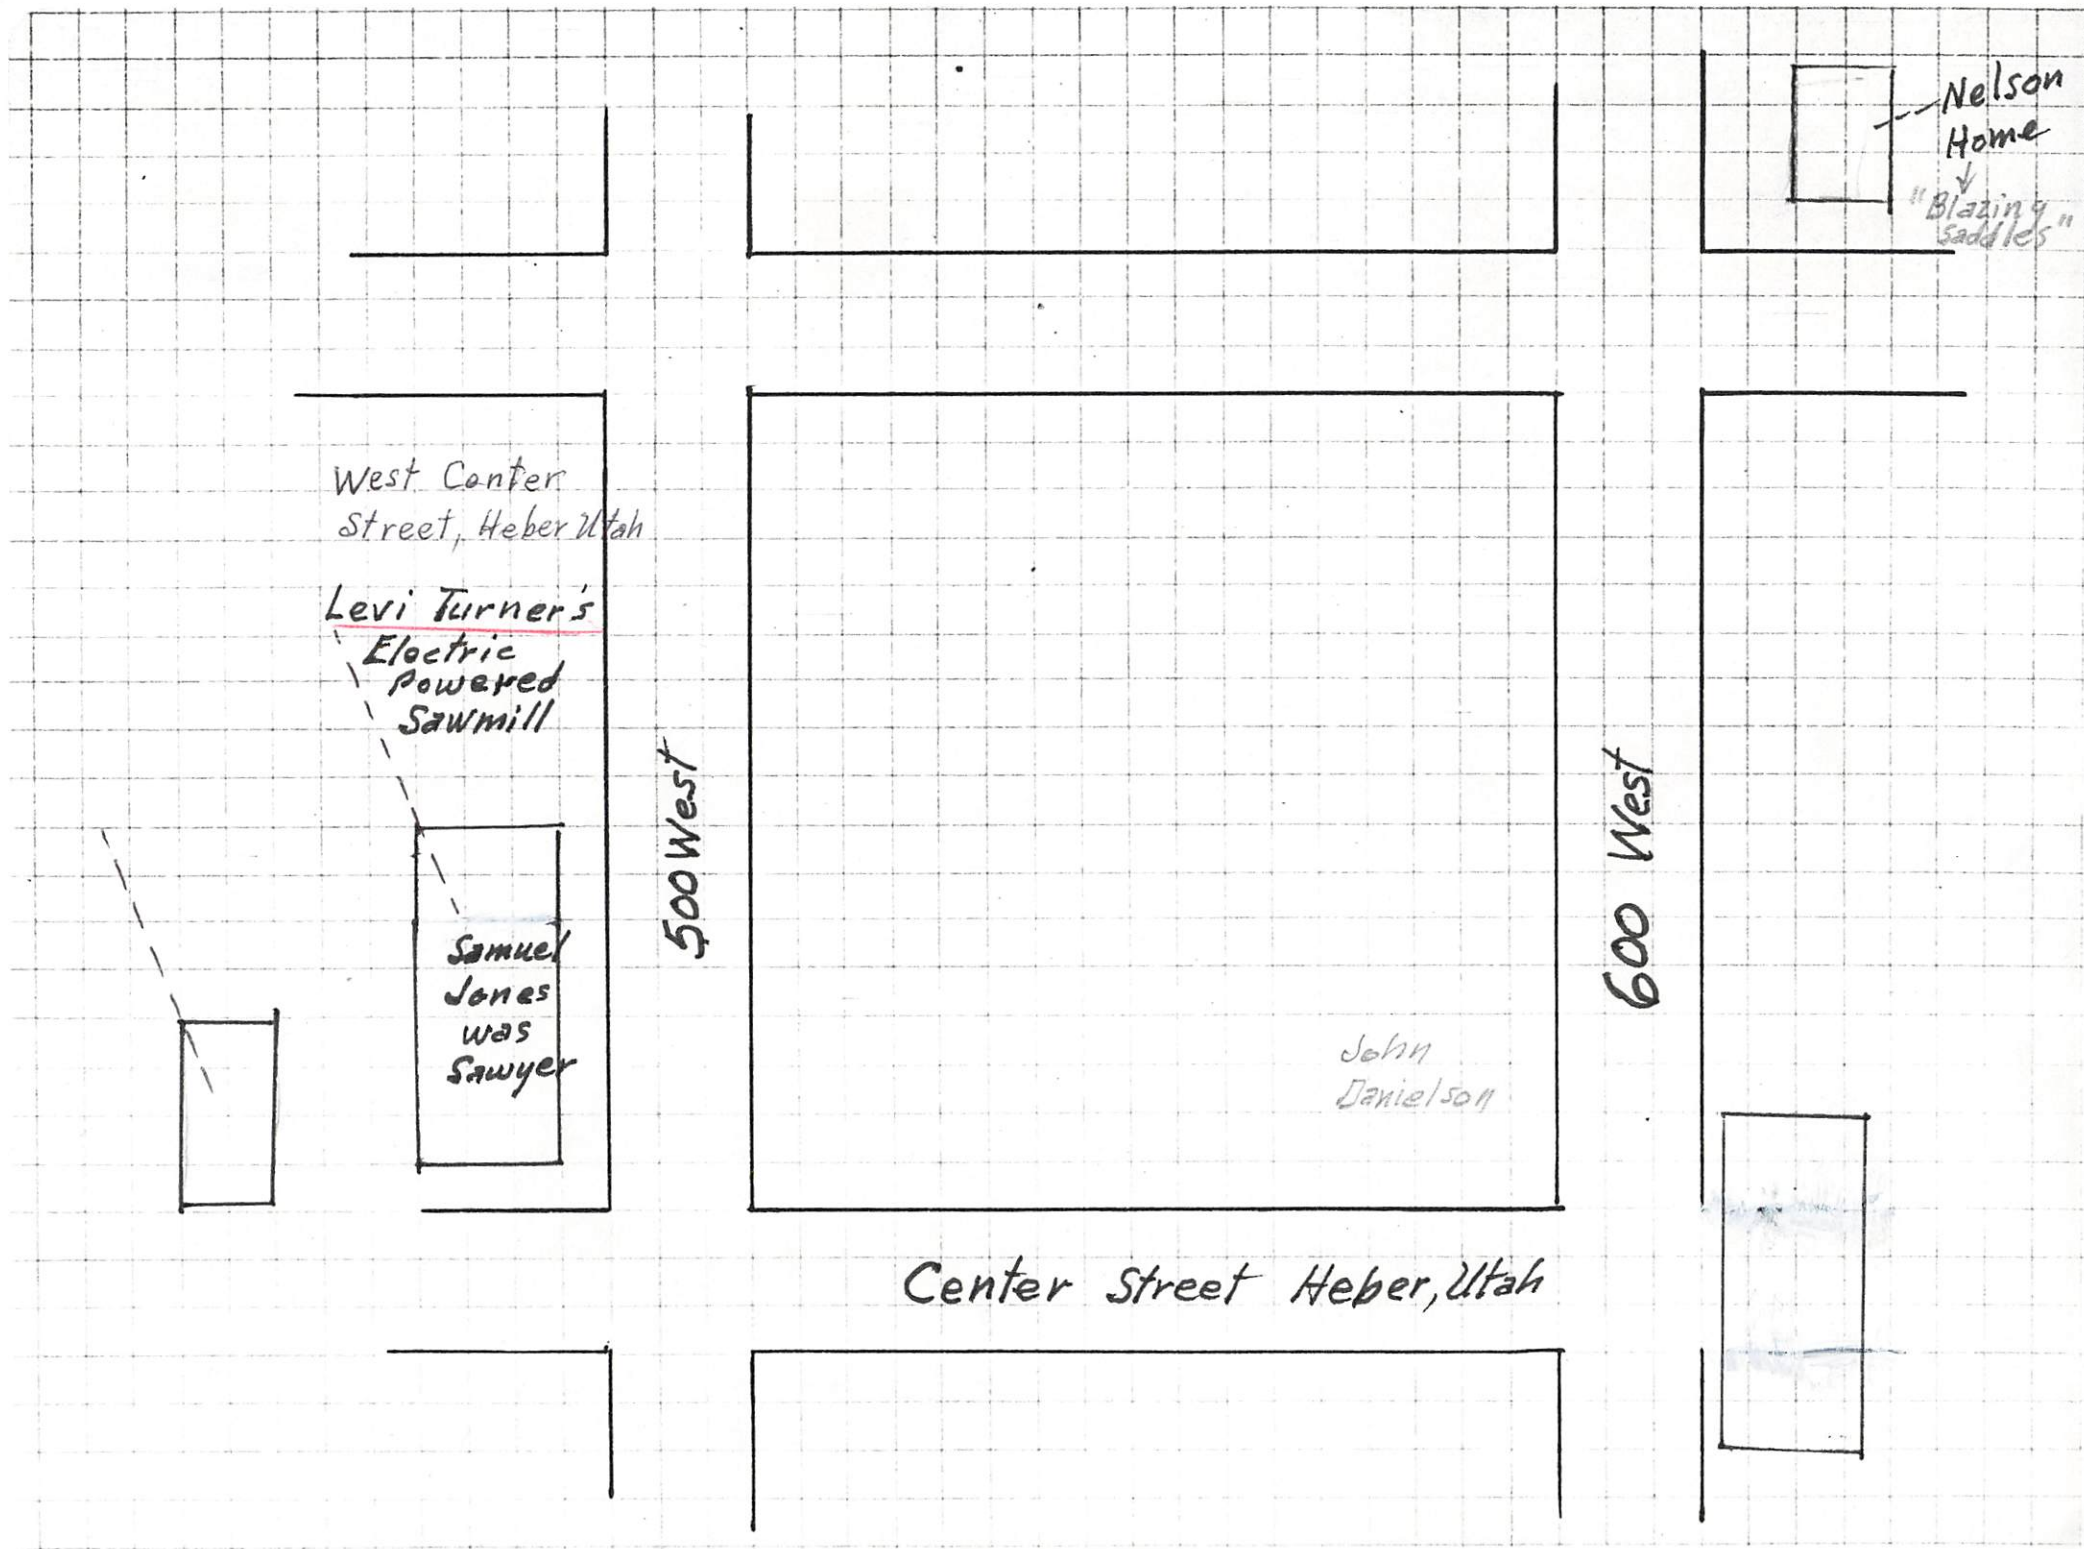 Nelson
Home
"Blazing
Saddles"
West Center
Street, Heber Utah
Levi Turner's
Electric
Powered
Sawmill
500 West
600 West
Samuel
Jones
was
Sawyer
John
Danielson
Center Street Heber, Utah